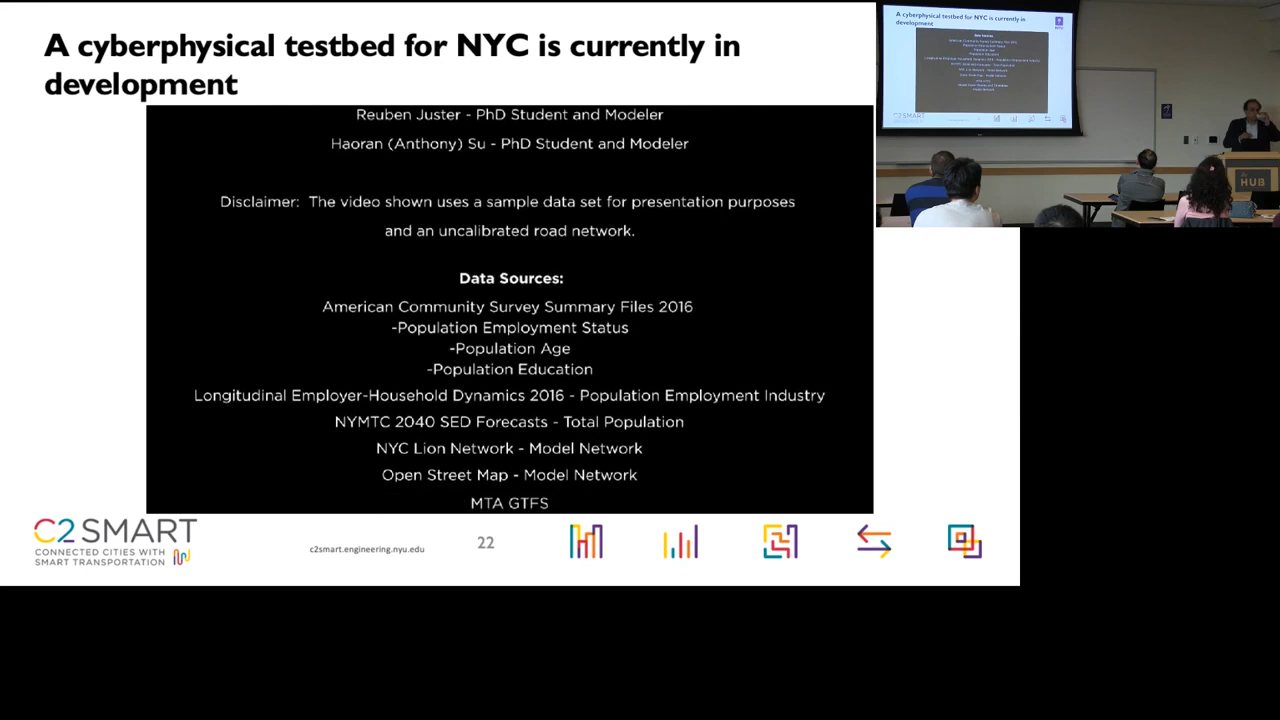 A cyberphysical testbed for NYC is currently in
development
Reuben Juster - PhD Student and Modeler
Haoran (Anthony) Su - PhD Student and Modeler
Disclaimer: The video shown uses a sample data set for presentation purposes
and an uncalibrated road network.
Data Sources:
American Community Survey Summary Files 2016
-Population Employment Status
-Population Age
-Population Education
Longitudinal Employer-Household Dynamics 2016 - Population Employment Industry
NYMTC 2040 SED Forecasts - Total Population
NYC Lion Network - Model Network
Open Street Map - Model Network
MTA GTFS
C2SMART
CONNECTED CITIES WITH
SMART TRANSPORTATION
c2smart.engineering.nyu.edu
22
A cyberphysical testbed for NYC is currently in
development
HUB